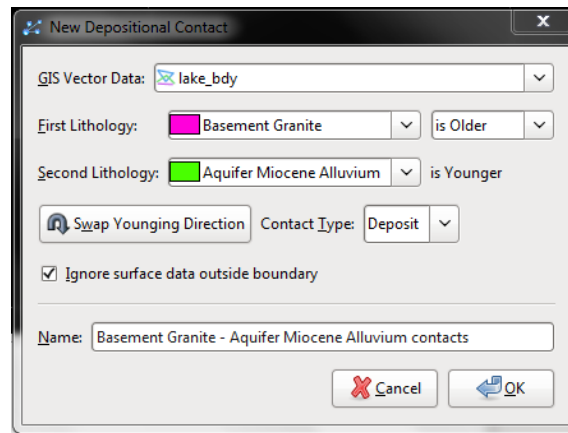 New Depositional Contact
x
GIS Vector Data: lake_bdy
First Lithology: Basement Granite is Older
Second Lithology: Aquifer Miocene Alluvium is Younger
Swap Younging Direction Contact Type: Deposit
Ignore surface data outside boundary
Name: Basement Granite - Aquifer Miocene Alluvium contacts
Cancel OK